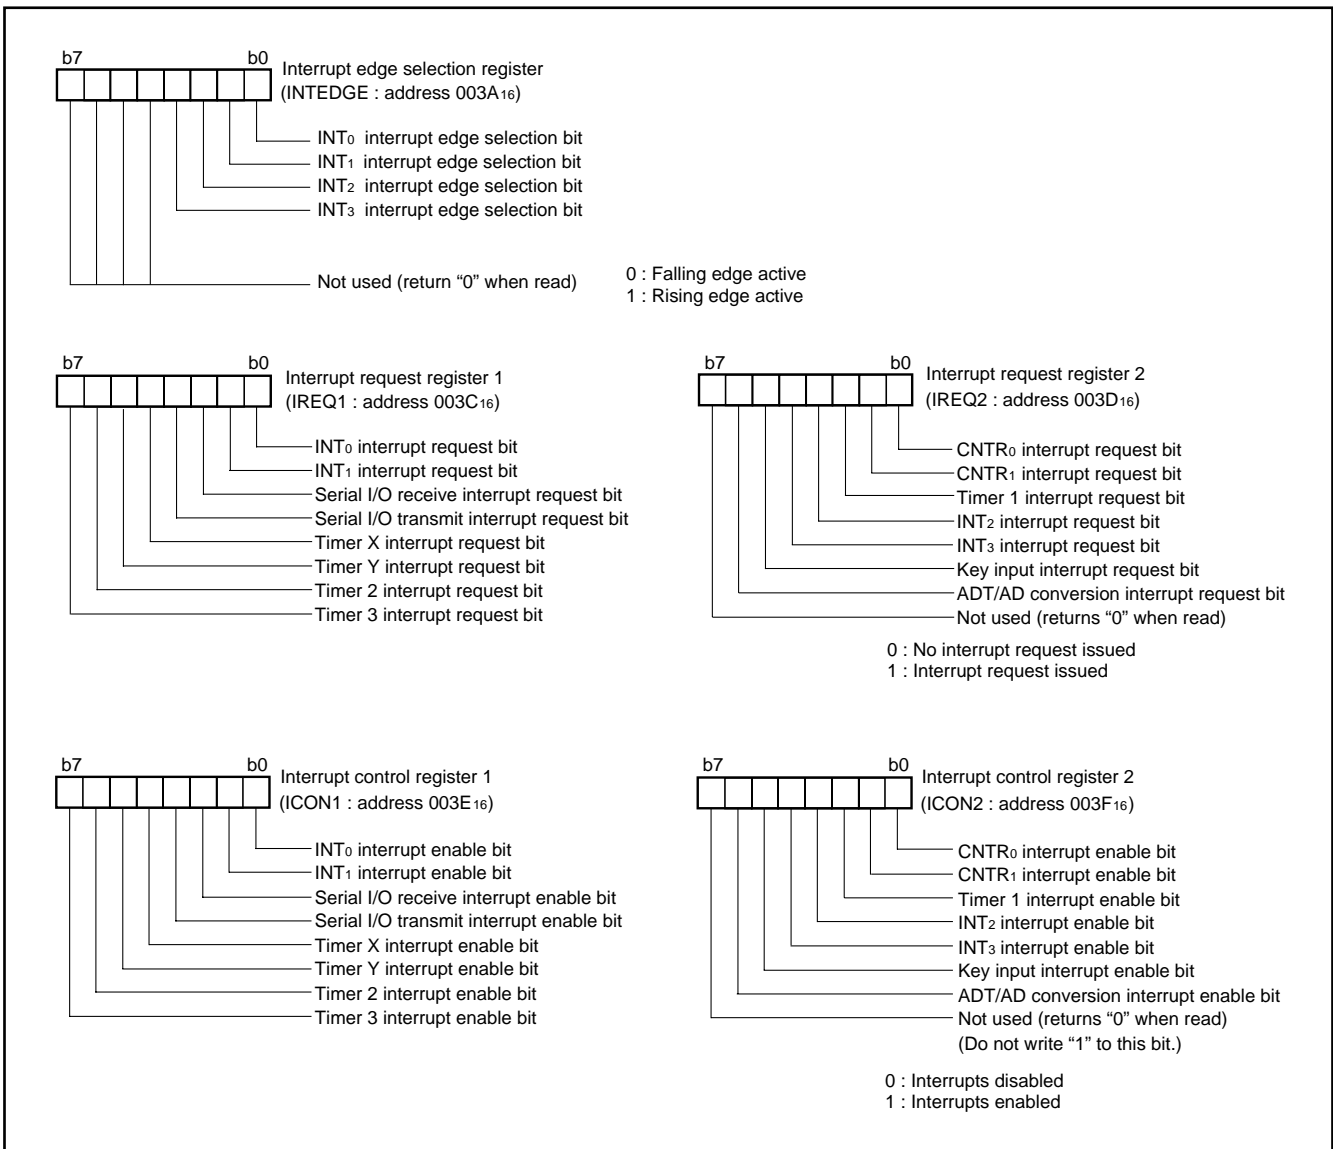 b7 b0
Interrupt edge selection register
(INTEDGE : address 003A16)
INT0 interrupt edge selection bit
INT1 interrupt edge selection bit
INT2 interrupt edge selection bit
INT3 interrupt edge selection bit
Not used (return “0” when read)
0 : Falling edge active
1 : Rising edge active
b7 b0
Interrupt request register 1
(IREQ1 : address 003C16)
INT0 interrupt request bit
INT1 interrupt request bit
Serial I/O receive interrupt request bit
Serial I/O transmit interrupt request bit
Timer X interrupt request bit
Timer Y interrupt request bit
Timer 2 interrupt request bit
Timer 3 interrupt request bit
b7 b0
Interrupt request register 2
(IREQ2 : address 003D16)
CNTR0 interrupt request bit
CNTR1 interrupt request bit
Timer 1 interrupt request bit
INT2 interrupt request bit
INT3 interrupt request bit
Key input interrupt request bit
ADT/AD conversion interrupt request bit
Not used (returns “0” when read)
0 : No interrupt request issued
1 : Interrupt request issued
b7 b0
Interrupt control register 1
(ICON1 : address 003E16)
INT0 interrupt enable bit
INT1 interrupt enable bit
Serial I/O receive interrupt enable bit
Serial I/O transmit interrupt enable bit
Timer X interrupt enable bit
Timer Y interrupt enable bit
Timer 2 interrupt enable bit
Timer 3 interrupt enable bit
b7 b0
Interrupt control register 2
(ICON2 : address 003F16)
CNTR0 interrupt enable bit
CNTR1 interrupt enable bit
Timer 1 interrupt enable bit
INT2 interrupt enable bit
INT3 interrupt enable bit
Key input interrupt enable bit
ADT/AD conversion interrupt enable bit
Not used (returns “0” when read)
(Do not write “1” to this bit.)
0 : Interrupts disabled
1 : Interrupts enabled